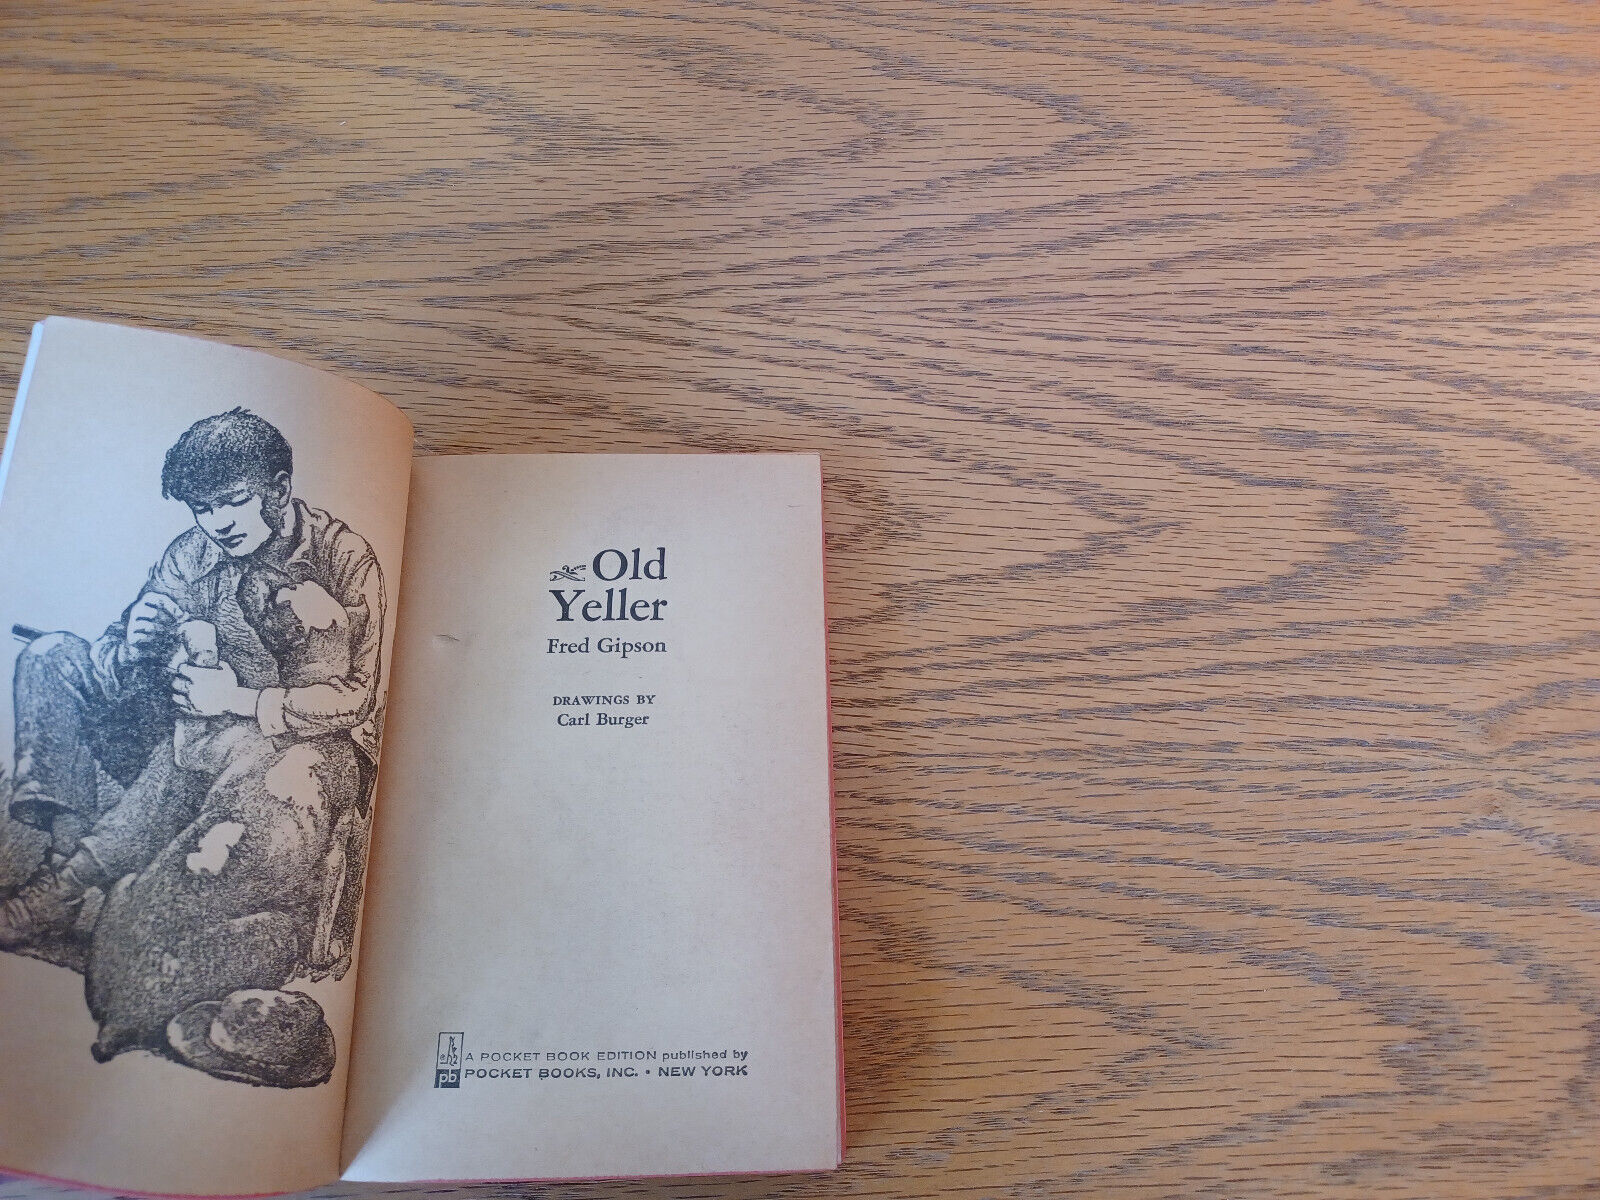 Old
Yeller
Fred Gipson
DRAWINGS BY
Carl Burger
A POCKET BOOK EDITION published by
pb POCKET BOOKS, INC. • NEW YORK